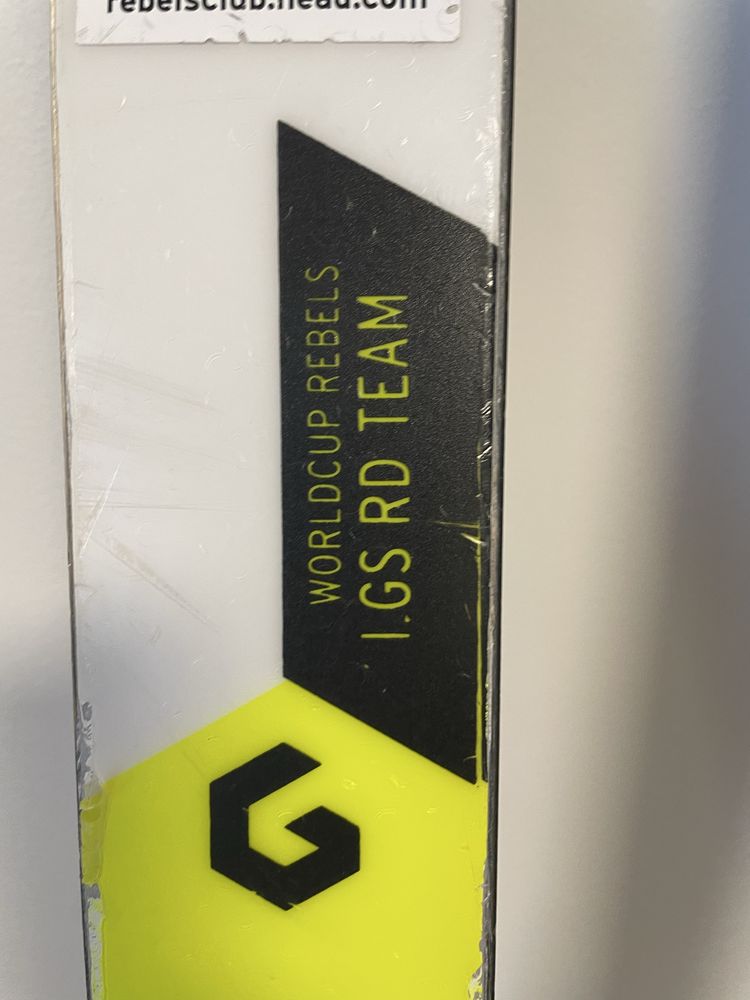 rebelsclub.head.com
WORLDCUP REBELS
I.GS RD TEAM
G